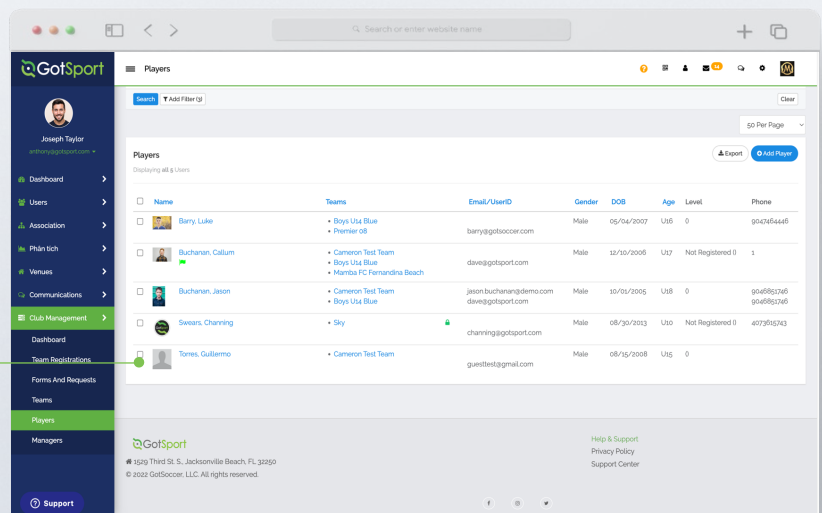 Search or enter website name
GotSport
Players
14
Joseph Taylor
anthony@gotsport.com
Dashboard
Users
Association
Phân tích
Venues
Communications
Club Management
Dashboard
Team Registrations
Forms And Requests
Teams
Players
Managers
Support
Search Add Filter (3) Clear
50 Per Page
Players
Displaying all 5 Users
Export Add Player
Name Teams Email/UserID Gender DOB Age Level Phone
Barry, Luke • Boys U14 Blue Male 05/04/2007 U16 0 9047464446
• Premier 08 barry@gotsoccer.com
Buchanan, Callum • Cameron Test Team Male 12/10/2006 U17 Not Registered () 1
• Boys U14 Blue dave@gotsport.com
• Mamba FC Fernandina Beach
Buchanan, Jason • Cameron Test Team jason.buchanan@demo.com Male 10/01/2005 U18 0 9046851746
• Boys U14 Blue dave@gotsport.com 9046851746
Swears, Channing • Sky Male 08/30/2013 U10 Not Registered () 4073615743
channing@gotsport.com
Torres, Guillermo • Cameron Test Team Male 08/15/2008 U15 0
guesttest@gmail.com
GotSport
1529 Third St. S., Jacksonville Beach, FL 32250
© 2022 GotSoccer, LLC. All rights reserved.
Help & Support
Privacy Policy
Support Center